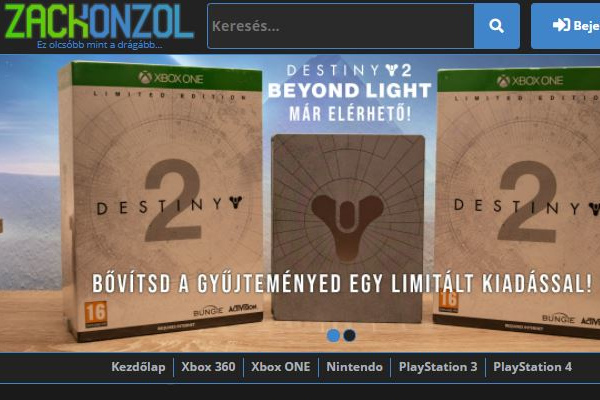 ZACKONZOL
Ez olcsóbb mint a drágább...
Keresés...
Beje
XBOX ONE
LIMITED EDITION
2
DESTINY
16
BUNGIE ACTIVISION
DESTINY 2
BEYOND LIGHT
MÁR ELÉRHETŐ!
XBOX ONE
LIMITED EDITION
2
DESTINY
16
BUNGIE ACTIVISION
BŐVÍTSD A GYŰJTEMÉNYED EGY LIMITÁLT KIADÁSSAL!
Kezdőlap Xbox 360 Xbox ONE Nintendo PlayStation 3 PlayStation 4